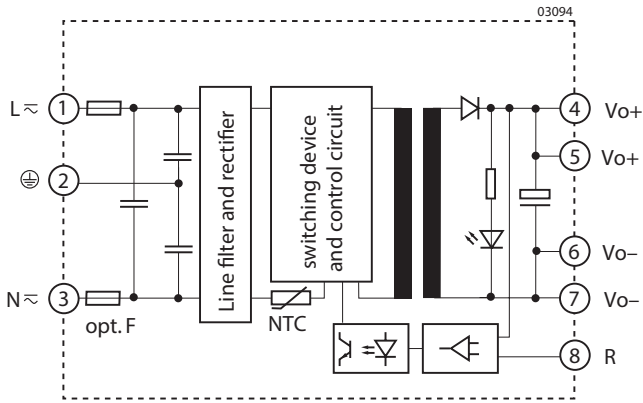 03094
L ⎓ 1
4 Vo+
5 Vo+
2
Line filter and rectifier
switching device
and control circuit
6 Vo–
N ⎓ 3
7 Vo–
opt. F
NTC
8 R